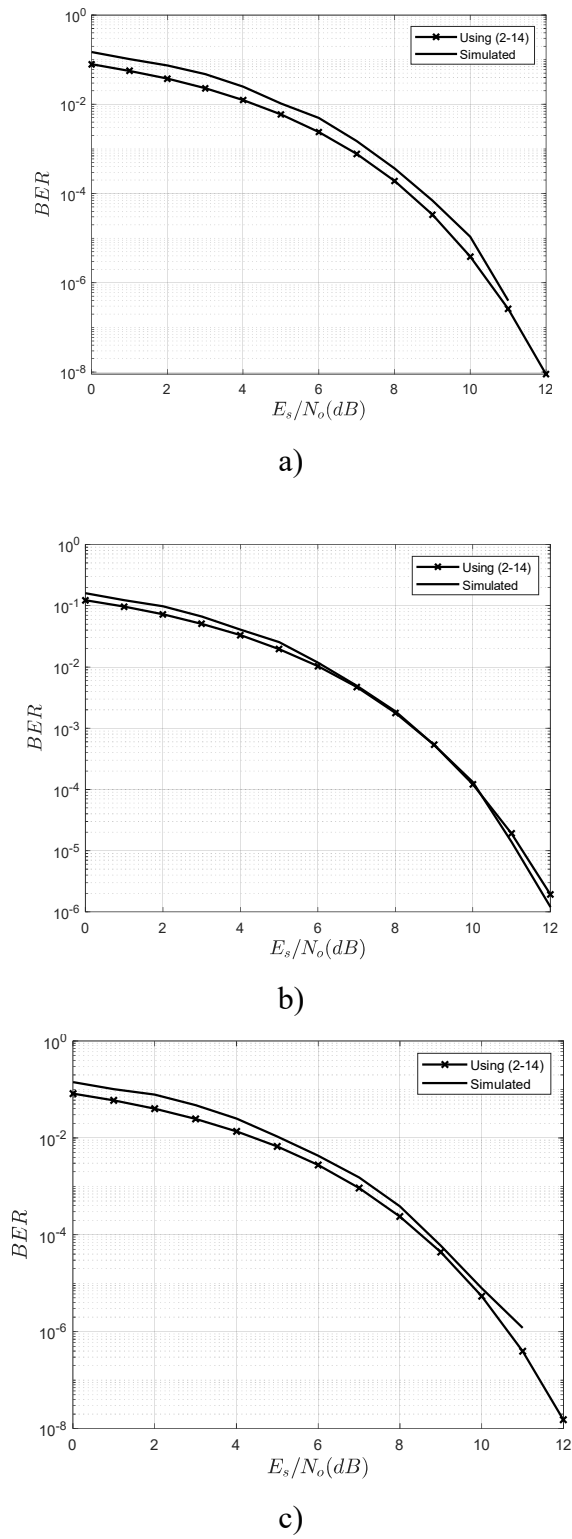 10^0
10^-2
10^-4
10^-6
10^-8
BER
Using (2-14)
Simulated
0 2 4 6 8 10 12
E_s/N_o(dB)
a)
10^0
10^-1
10^-2
10^-3
10^-4
10^-5
10^-6
BER
Using (2-14)
Simulated
0 2 4 6 8 10 12
E_s/N_o(dB)
b)
10^0
10^-2
10^-4
10^-6
10^-8
BER
Using (2-14)
Simulated
0 2 4 6 8 10 12
E_s/N_o(dB)
c)